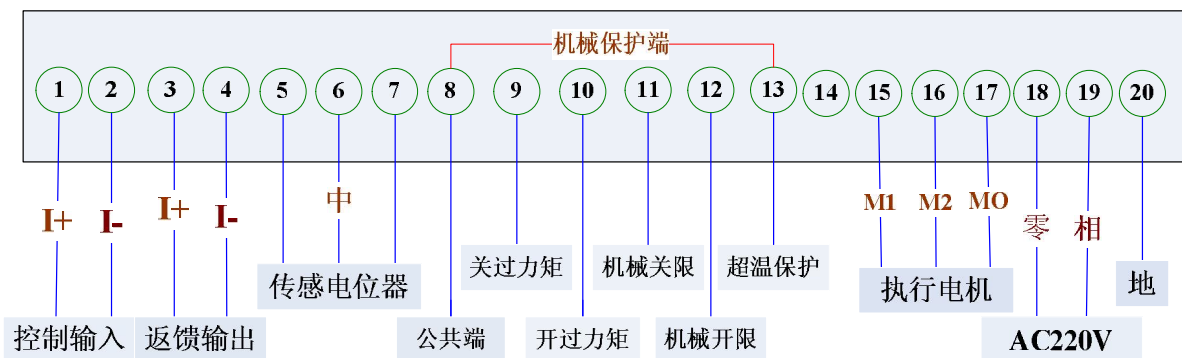 机械保护端
1 2 3 4 5 6 7 8 9 10 11 12 13 14 15 16 17 18 19 20
I+ I- I+ I- 中 M1 M2 MO 零 相
关过力矩 机械关限 超温保护
传感电位器 执行电机 地
控制输入 返馈输出 公共端 开过力矩 机械开限 AC220V